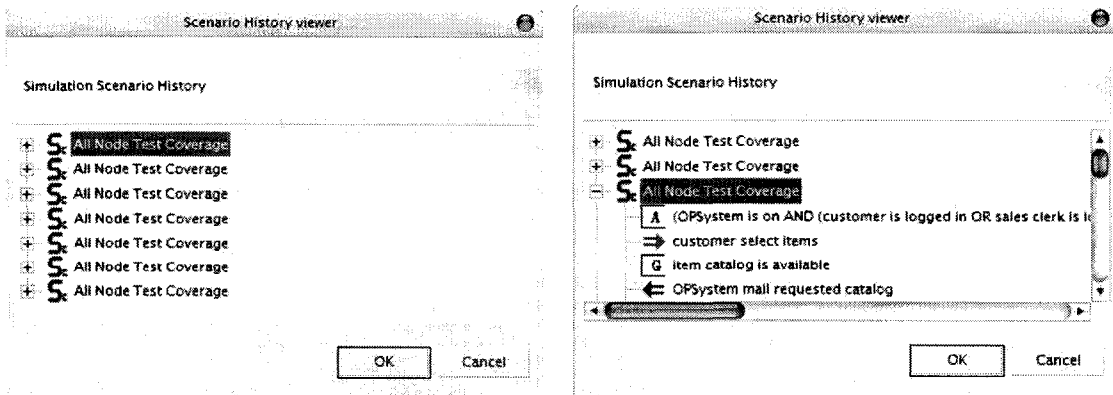 Scenario History viewer
Simulation Scenario History
All Node Test Coverage
All Node Test Coverage
All Node Test Coverage
All Node Test Coverage
All Node Test Coverage
All Node Test Coverage
All Node Test Coverage
OK Cancel
Scenario History viewer
Simulation Scenario History
All Node Test Coverage
All Node Test Coverage
All Node Test Coverage
A (OPSystem is on AND (customer is logged in OR sales clerk is
customer select items
G item catalog is available
OPSystem mail requested catalog
OK Cancel